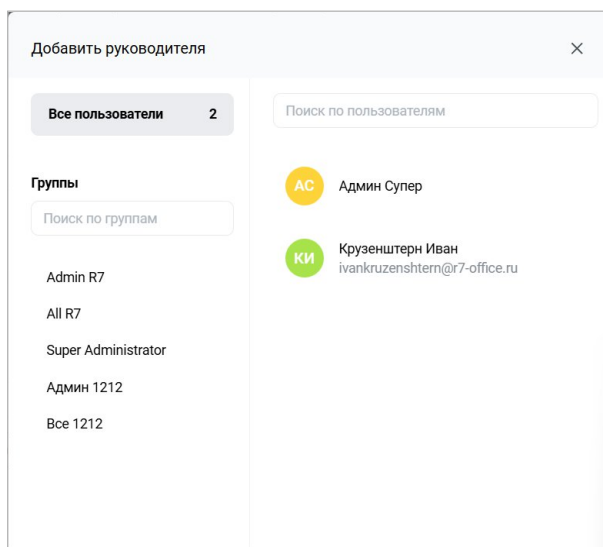 Добавить руководителя
Все пользователи 2
Группы
Поиск по группам
Admin R7
All R7
Super Administrator
Админ 1212
Все 1212
Поиск по пользователям
АС
Админ Супер
КИ
Крузенштерн Иван
ivankruzenshtern@r7-office.ru